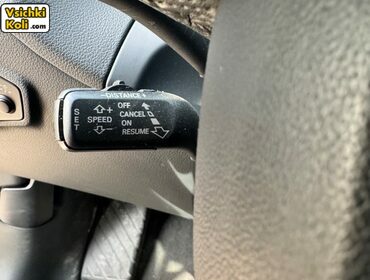 Vsichki
Koli.com
-DISTANCE+
OFF
CANCEL
ON
RESUME
SET
SPEED
+
-